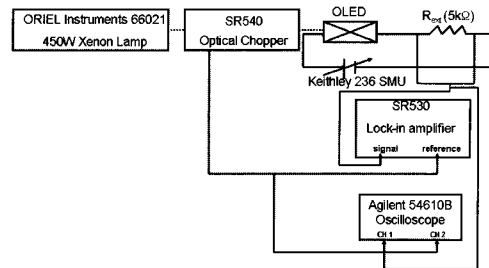 ORIEL Instruments 66021
450W Xenon Lamp
SR540
Optical Chopper
OLED
Rext (5kΩ)
Keithley 236 SMU
SR530
Lock-in amplifier
signal reference
Agilent 54610B
Oscilloscope
CH 1 CH 2